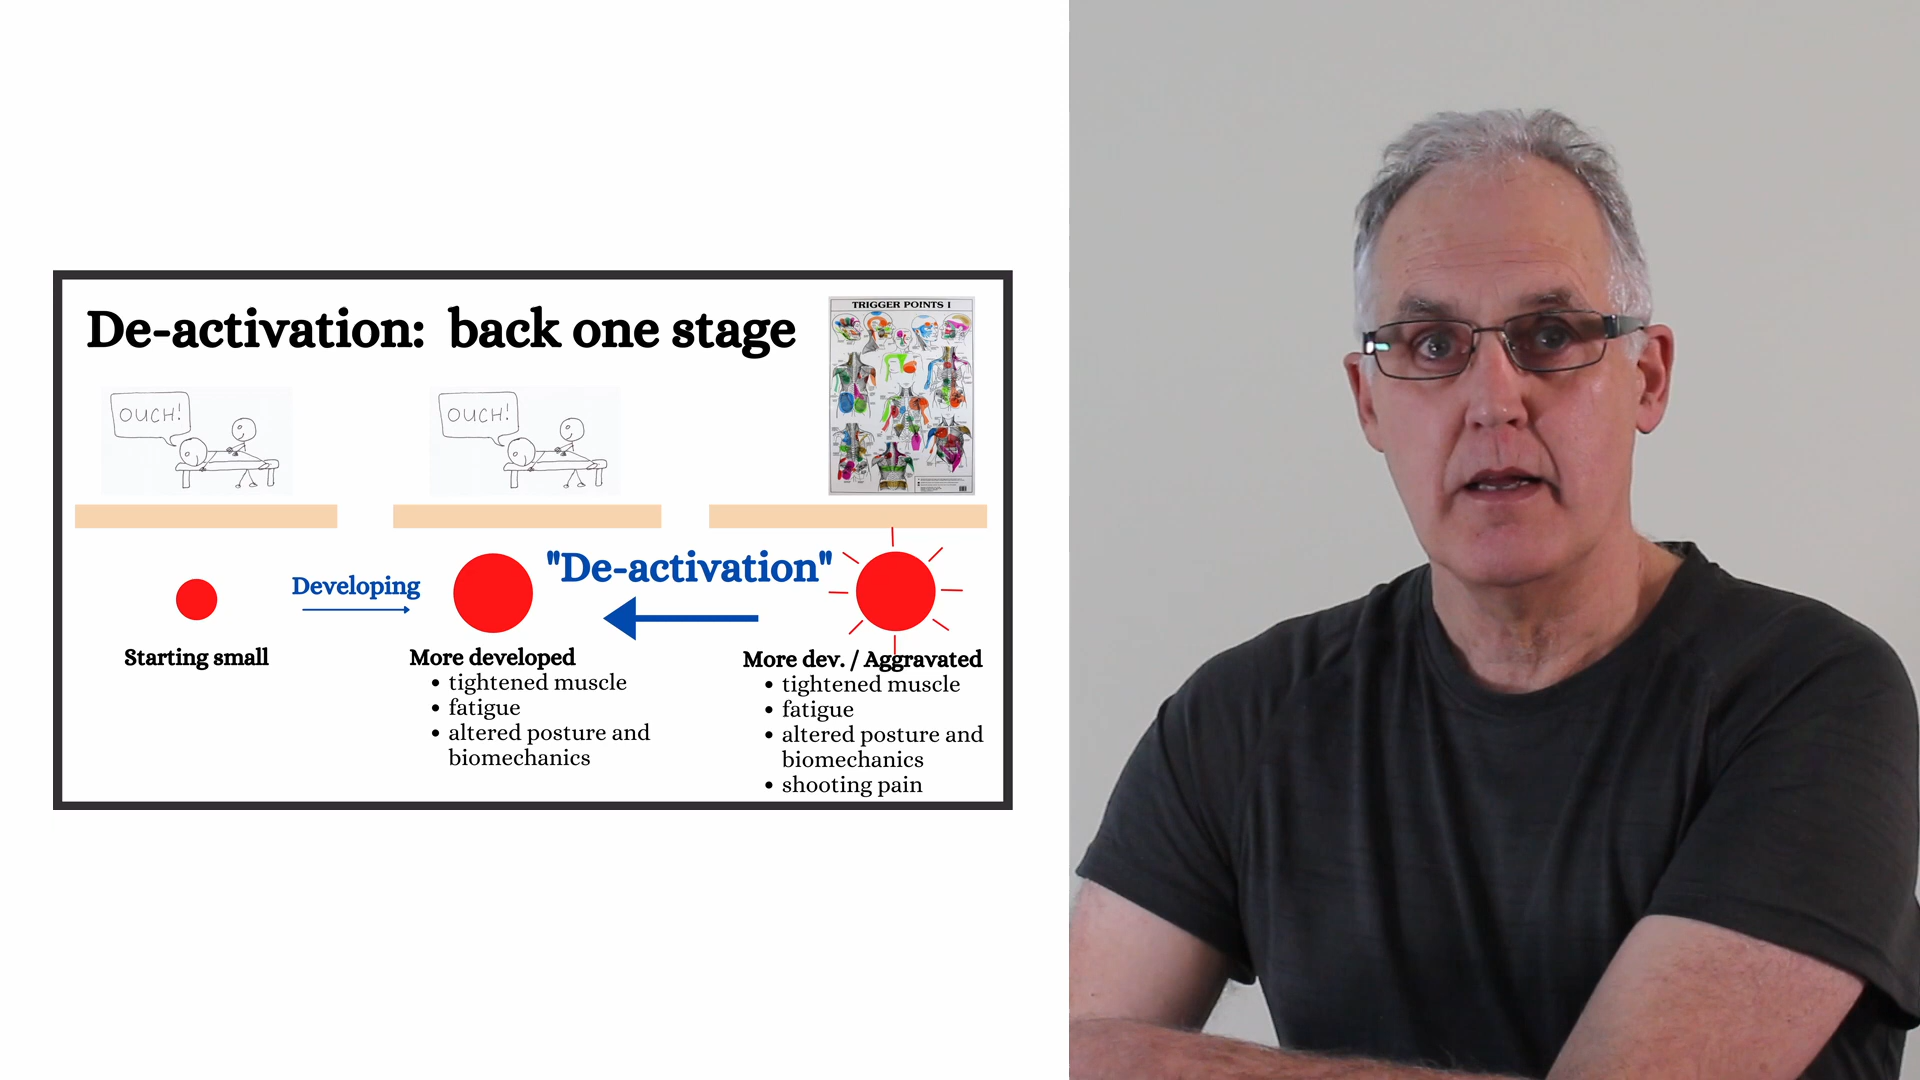 De-activation: back one stage
TRIGGER POINTS I
OUCH!
OUCH!
Developing
"De-activation"
Starting small
More developed
• tightened muscle
• fatigue
• altered posture and
biomechanics
More dev. / Aggravated
• tightened muscle
• fatigue
• altered posture and
biomechanics
• shooting pain